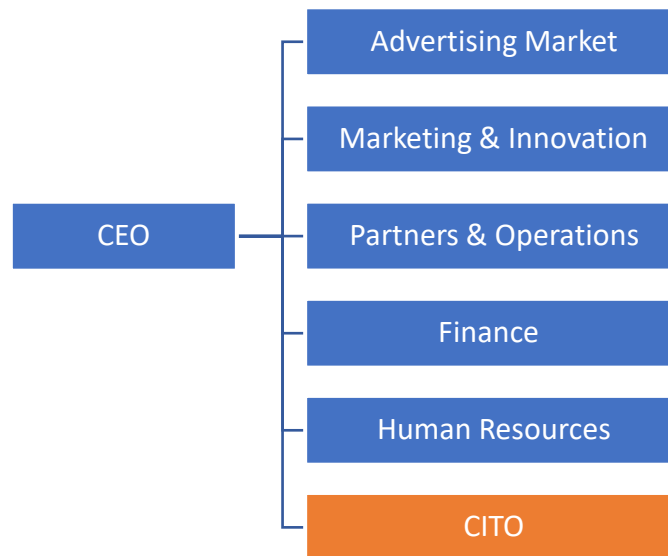 Advertising Market
Marketing & Innovation
CEO
Partners & Operations
Finance
Human Resources
CITO